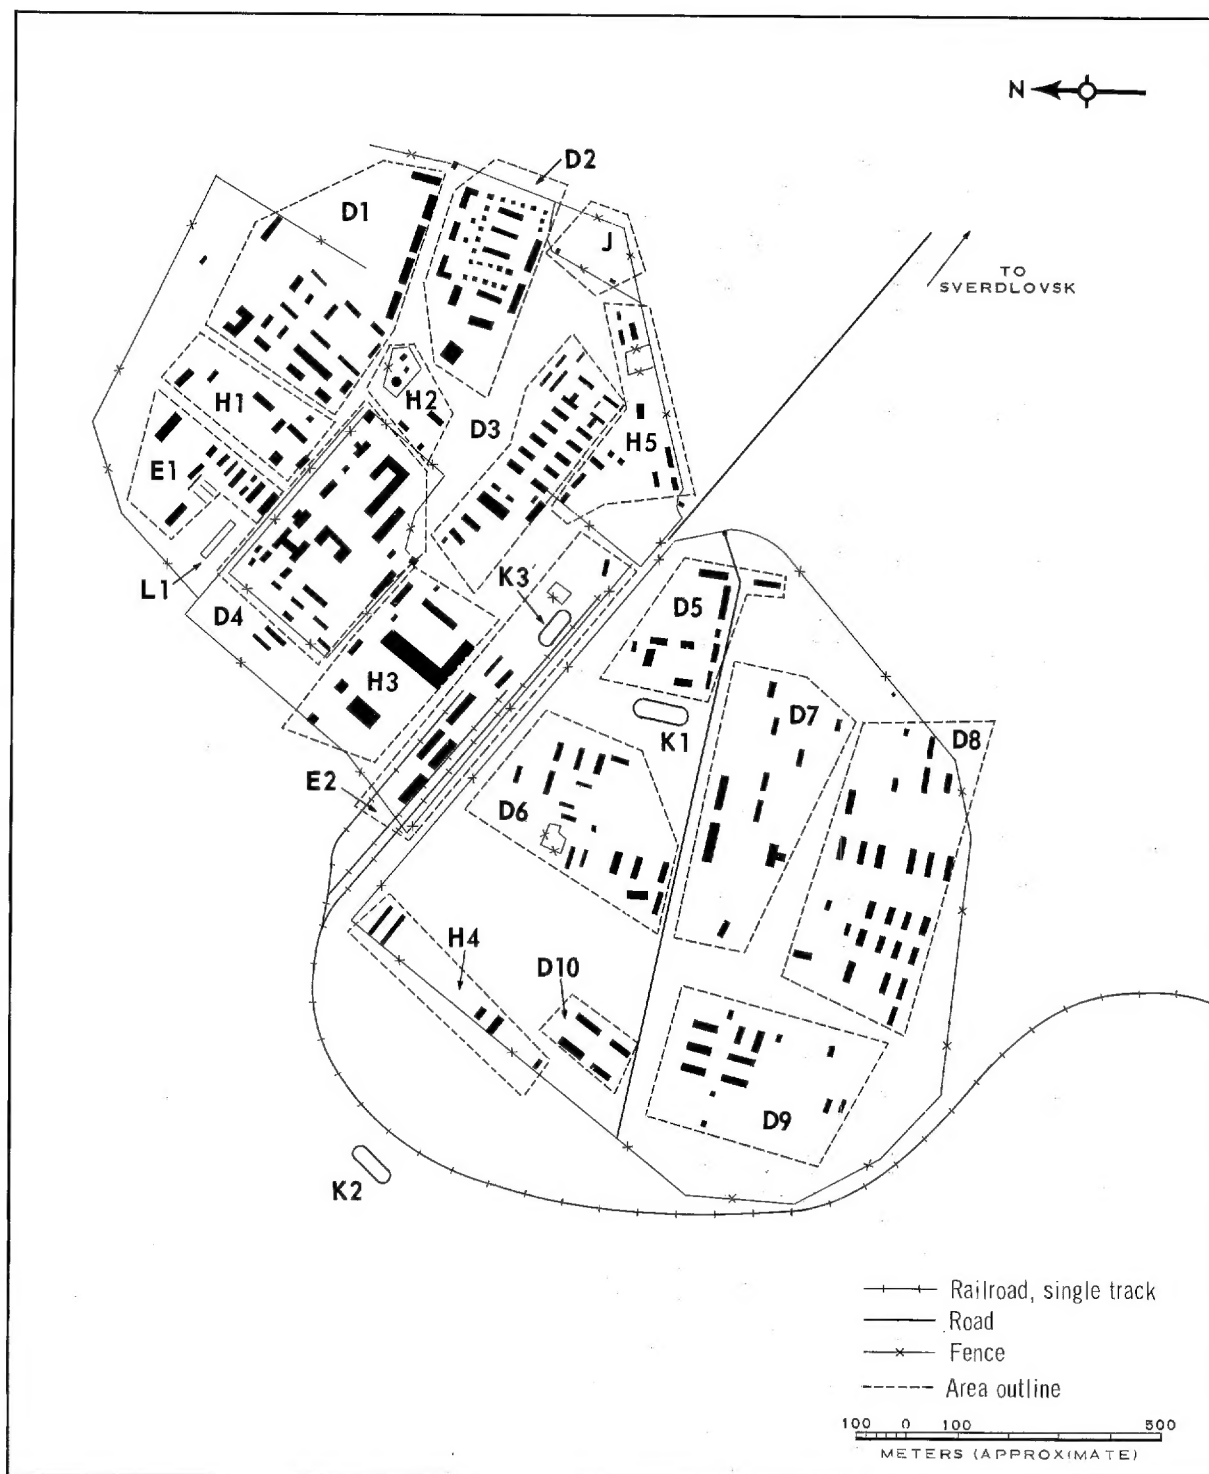 N
D2
D1
J
TO
SVERDLOVSK
H1
H2
D3
H5
E1
L1
K3
D4
D5
H3
D7
K1
D8
E2
D6
H4
D10
D9
K2
Railroad, single track
Road
Fence
Area outline
100 0 100 500
METERS (APPROXIMATE)